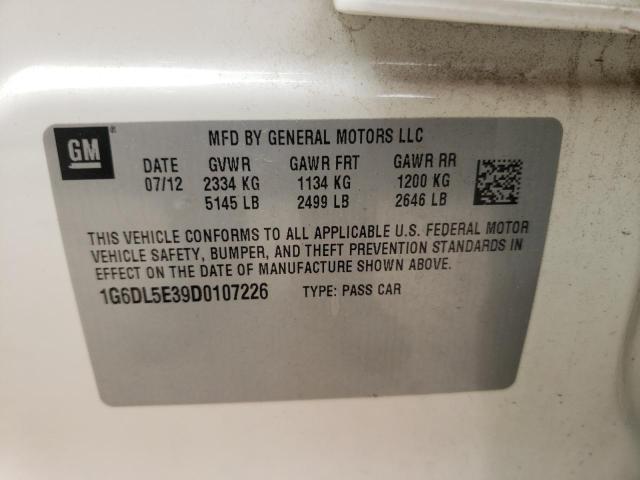 GM
MFD BY GENERAL MOTORS LLC
DATE GVWR GAWR FRT GAWR RR
07/12 2334 KG 1134 KG 1200 KG
5145 LB 2499 LB 2646 LB
THIS VEHICLE CONFORMS TO ALL APPLICABLE U.S. FEDERAL MOTOR
VEHICLE SAFETY, BUMPER, AND THEFT PREVENTION STANDARDS IN
EFFECT ON THE DATE OF MANUFACTURE SHOWN ABOVE.
1G6DL5E39D0107226 TYPE: PASS CAR